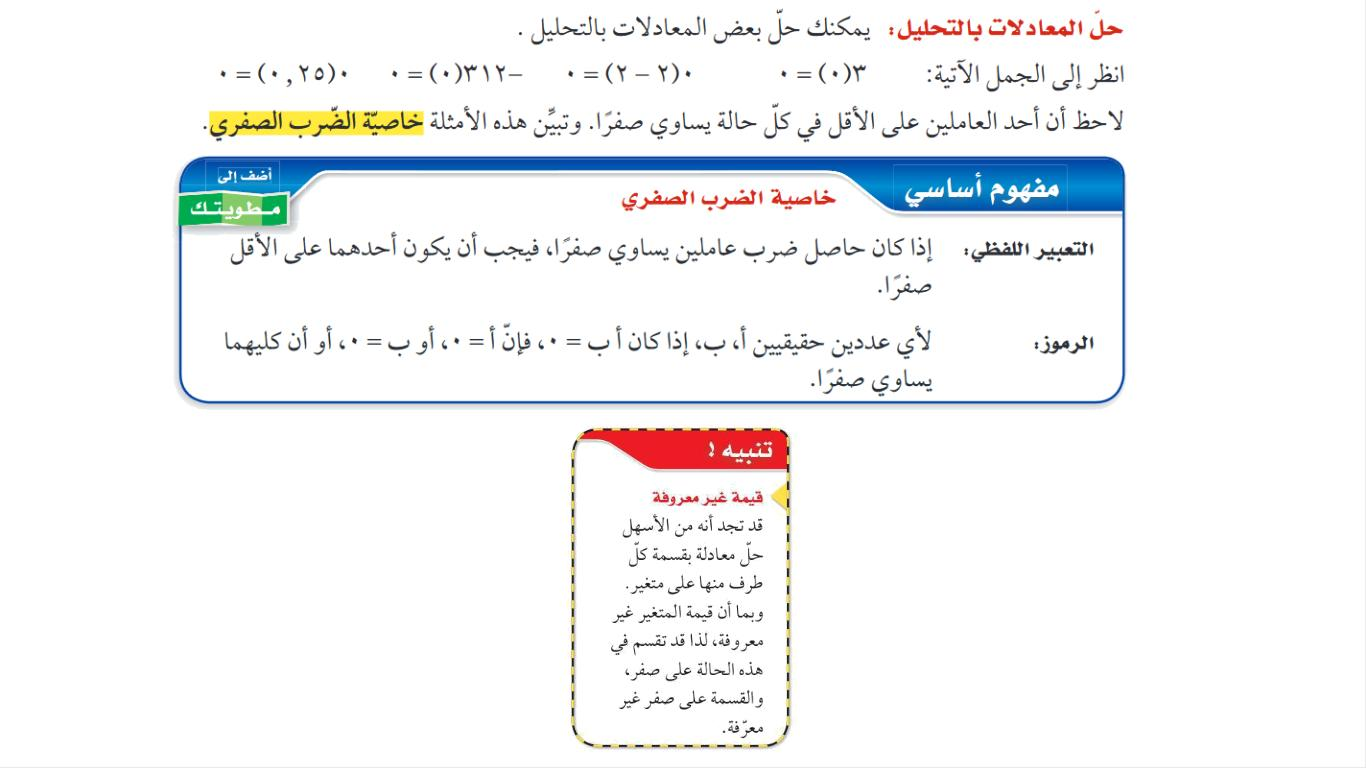 حلّ المعادلات بالتحليل: يمكنك حلّ بعض المعادلات بالتحليل .
انظر إلى الجمل الآتية: ٣(٠) = ٠ ٠(٢ – ٢) = ٠ –٣١٢(٠) = ٠ ٠(٠,٢٥) = ٠
لاحظ أن أحد العاملين على الأقل في كلّ حالة يساوي صفرًا. وتبيِّن هذه الأمثلة خاصيّة الضّرب الصفري.
مفهوم أساسي
خاصية الضرب الصفري
أضف إلى
مـطويتـك
التعبير اللفظي: إذا كان حاصل ضرب عاملين يساوي صفرًا، فيجب أن يكون أحدهما على الأقل
صفرًا.
الرموز: لأي عددين حقيقيين أ، ب، إذا كان أ ب = ٠، فإنّ أ = ٠، أو ب = ٠، أو أن كليهما
يساوي صفرًا.
تنبيه !
قيمة غير معروفة
قد تجد أنه من الأسهل
حلّ معادلة بقسمة كلّ
طرف منها على متغير.
وبما أن قيمة المتغير غير
معروفة، لذا قد تقسم في
هذه الحالة على صفر،
والقسمة على صفر غير
معرّفة.